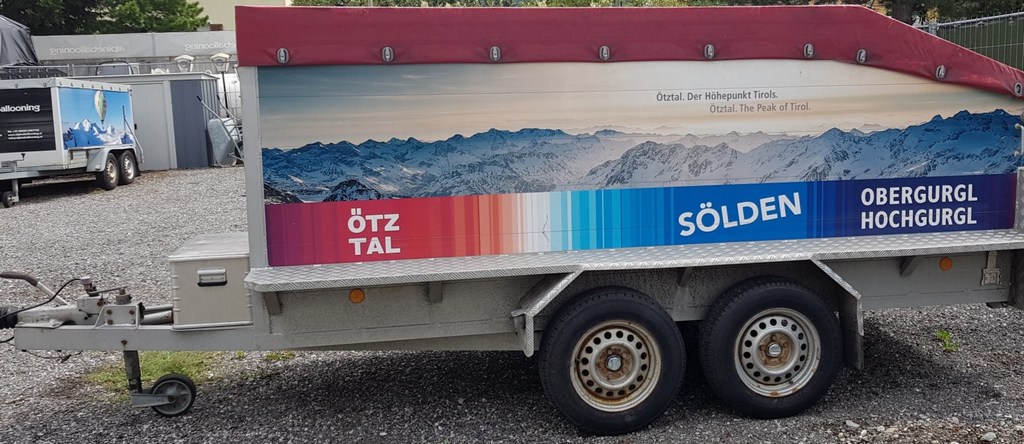 Ötztal. Der Höhepunkt Tirols.
Ötztal. The Peak of Tirol.
ÖTZ
TAL
SÖLDEN
OBERGURGL
HOCHGURGL
allooning